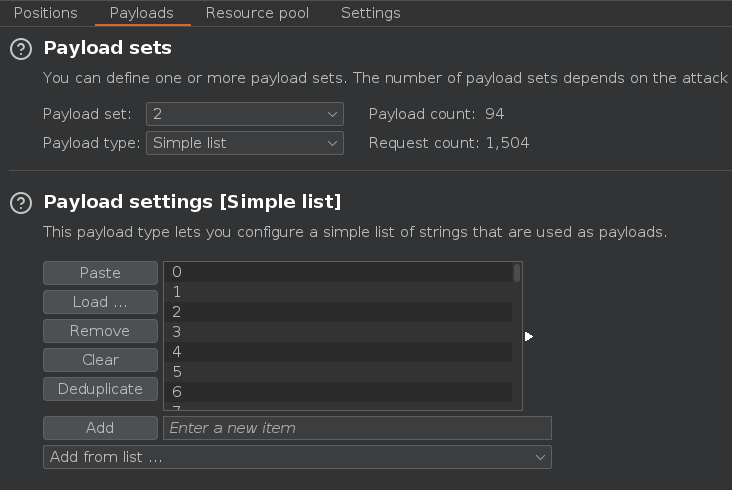 Positions Payloads Resource pool Settings
Payload sets
You can define one or more payload sets. The number of payload sets depends on the attack
Payload set: 2 Payload count: 94
Payload type: Simple list Request count: 1,504
Payload settings [Simple list]
This payload type lets you configure a simple list of strings that are used as payloads.
Paste
Load ...
Remove
Clear
Deduplicate
0
1
2
3
4
5
6
7
Add Enter a new item
Add from list ...